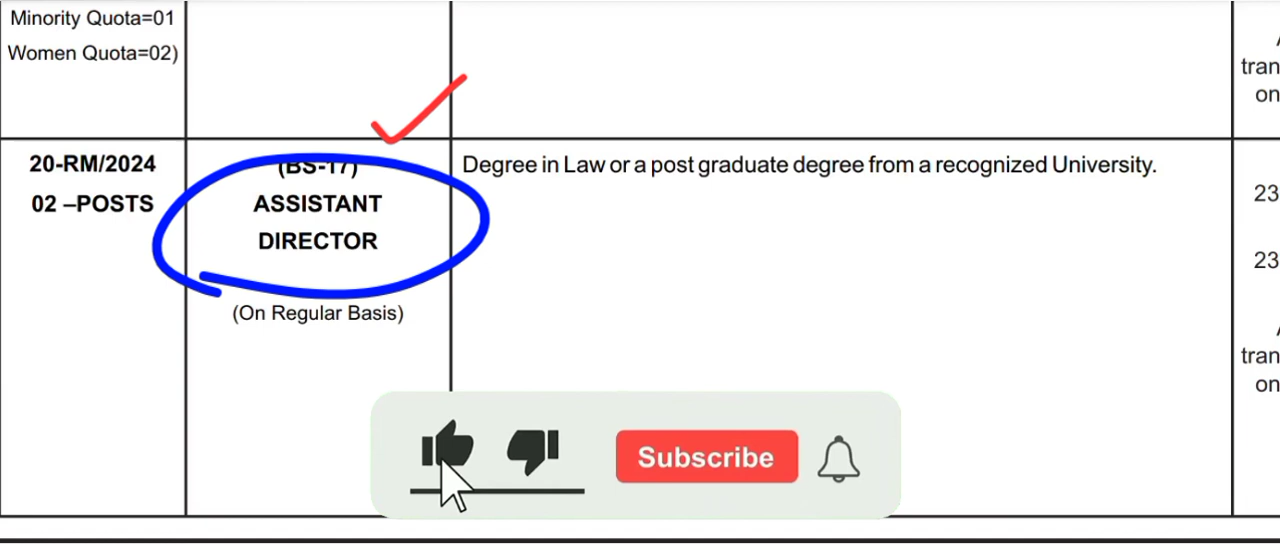 Minority Quota=01
Women Quota=02)
tran
on
20-RM/2024
02 –POSTS
(BS-17)
ASSISTANT
DIRECTOR
(On Regular Basis)
Degree in Law or a post graduate degree from a recognized University.
23
23
tran
on
Subscribe